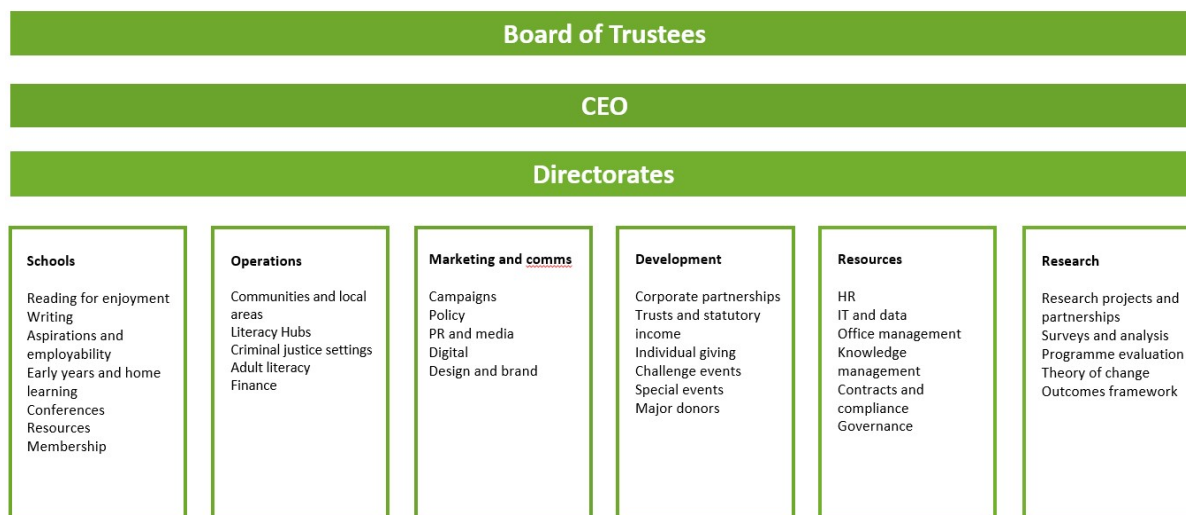 Board of Trustees
CEO
Directorates
Schools
Reading for enjoyment
Writing
Aspirations and
employability
Early years and home
learning
Conferences
Resources
Membership
Operations
Communities and local
areas
Literacy Hubs
Criminal justice settings
Adult literacy
Finance
Marketing and comms
Campaigns
Policy
PR and media
Digital
Design and brand
Development
Corporate partnerships
Trusts and statutory
income
Individual giving
Challenge events
Special events
Major donors
Resources
HR
IT and data
Office management
Knowledge
management
Contracts and
compliance
Governance
Research
Research projects and
partnerships
Surveys and analysis
Programme evaluation
Theory of change
Outcomes framework